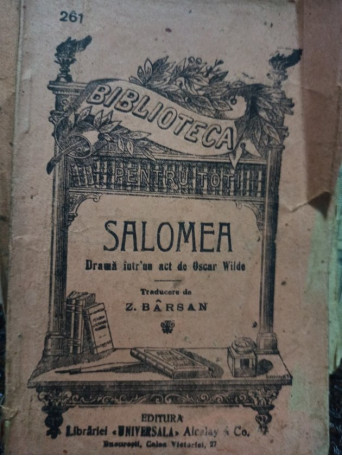 261
BIBLIOTECA
PENTRU TOȚI
SALOMEA
Dramă într'un act de Oscar Wilde
Traducere de
Z. BÂRSAN
EDITURA
Librăriei «UNIVERSALA» Alcalay & Co.
București, Calea Victoriei, 27